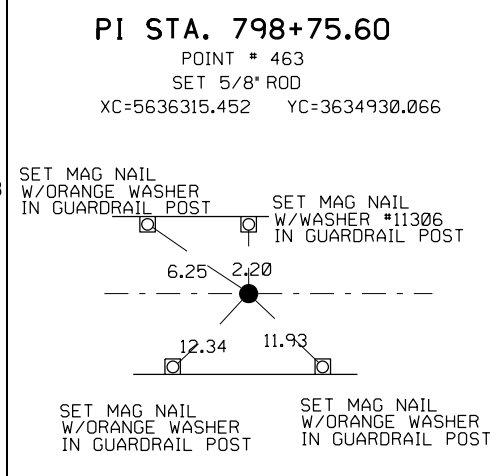 PI STA. 798+75.60
POINT # 463
SET 5/8" ROD
XC=5636315.452 YC=3634930.066
SET MAG NAIL
W/ORANGE WASHER
IN GUARDRAIL POST
SET MAG NAIL
W/WASHER #11306
IN GUARDRAIL POST
6.25 2.20
12.34 11.93
SET MAG NAIL
W/ORANGE WASHER
IN GUARDRAIL POST
SET MAG NAIL
W/ORANGE WASHER
IN GUARDRAIL POST